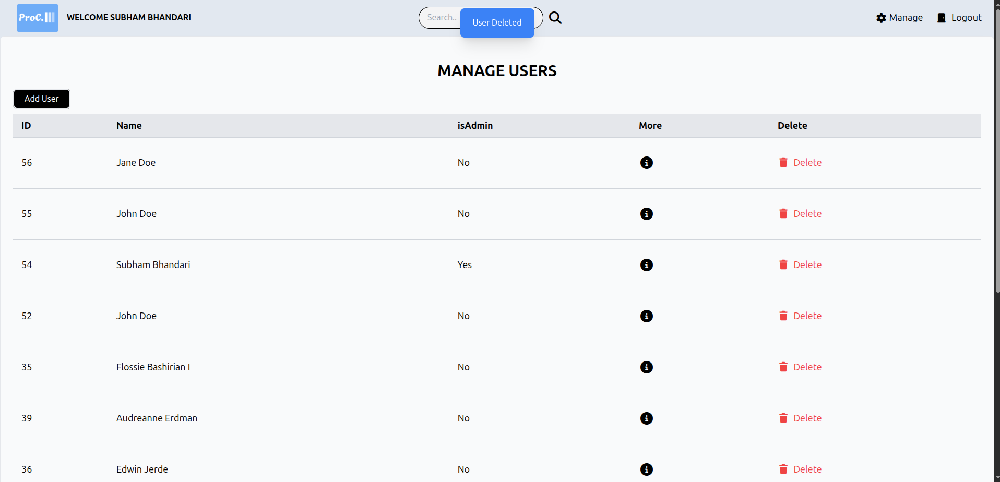 ProC. WELCOME SUBHAM BHANDARI Search.. User Deleted Manage Logout
MANAGE USERS
Add User
ID Name isAdmin More Delete
56 Jane Doe No Delete
55 John Doe No Delete
54 Subham Bhandari Yes Delete
52 John Doe No Delete
35 Flossie Bashirian I No Delete
39 Audreanne Erdman No Delete
36 Edwin Jerde No Delete